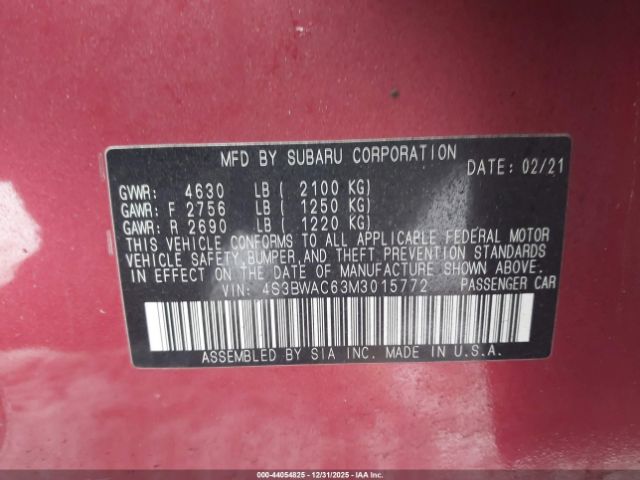 MFD BY SUBARU CORPORATION
DATE: 02/21
GVWR: 4630 LB ( 2100 KG)
GAWR: F 2756 LB ( 1250 KG)
GAWR: R 2690 LB ( 1220 KG)
THIS VEHICLE CONFORMS TO ALL APPLICABLE FEDERAL MOTOR
VEHICLE SAFETY, BUMPER, AND THEFT PREVENTION STANDARDS
IN EFFECT ON THE DATE OF MANUFACTURE SHOWN ABOVE.
VIN: 4S3BWAC63M3015772 PASSENGER CAR
ASSEMBLED BY SIA INC. MADE IN U.S.A.
000-44054825 - 12/31/2025 - IAAI.com